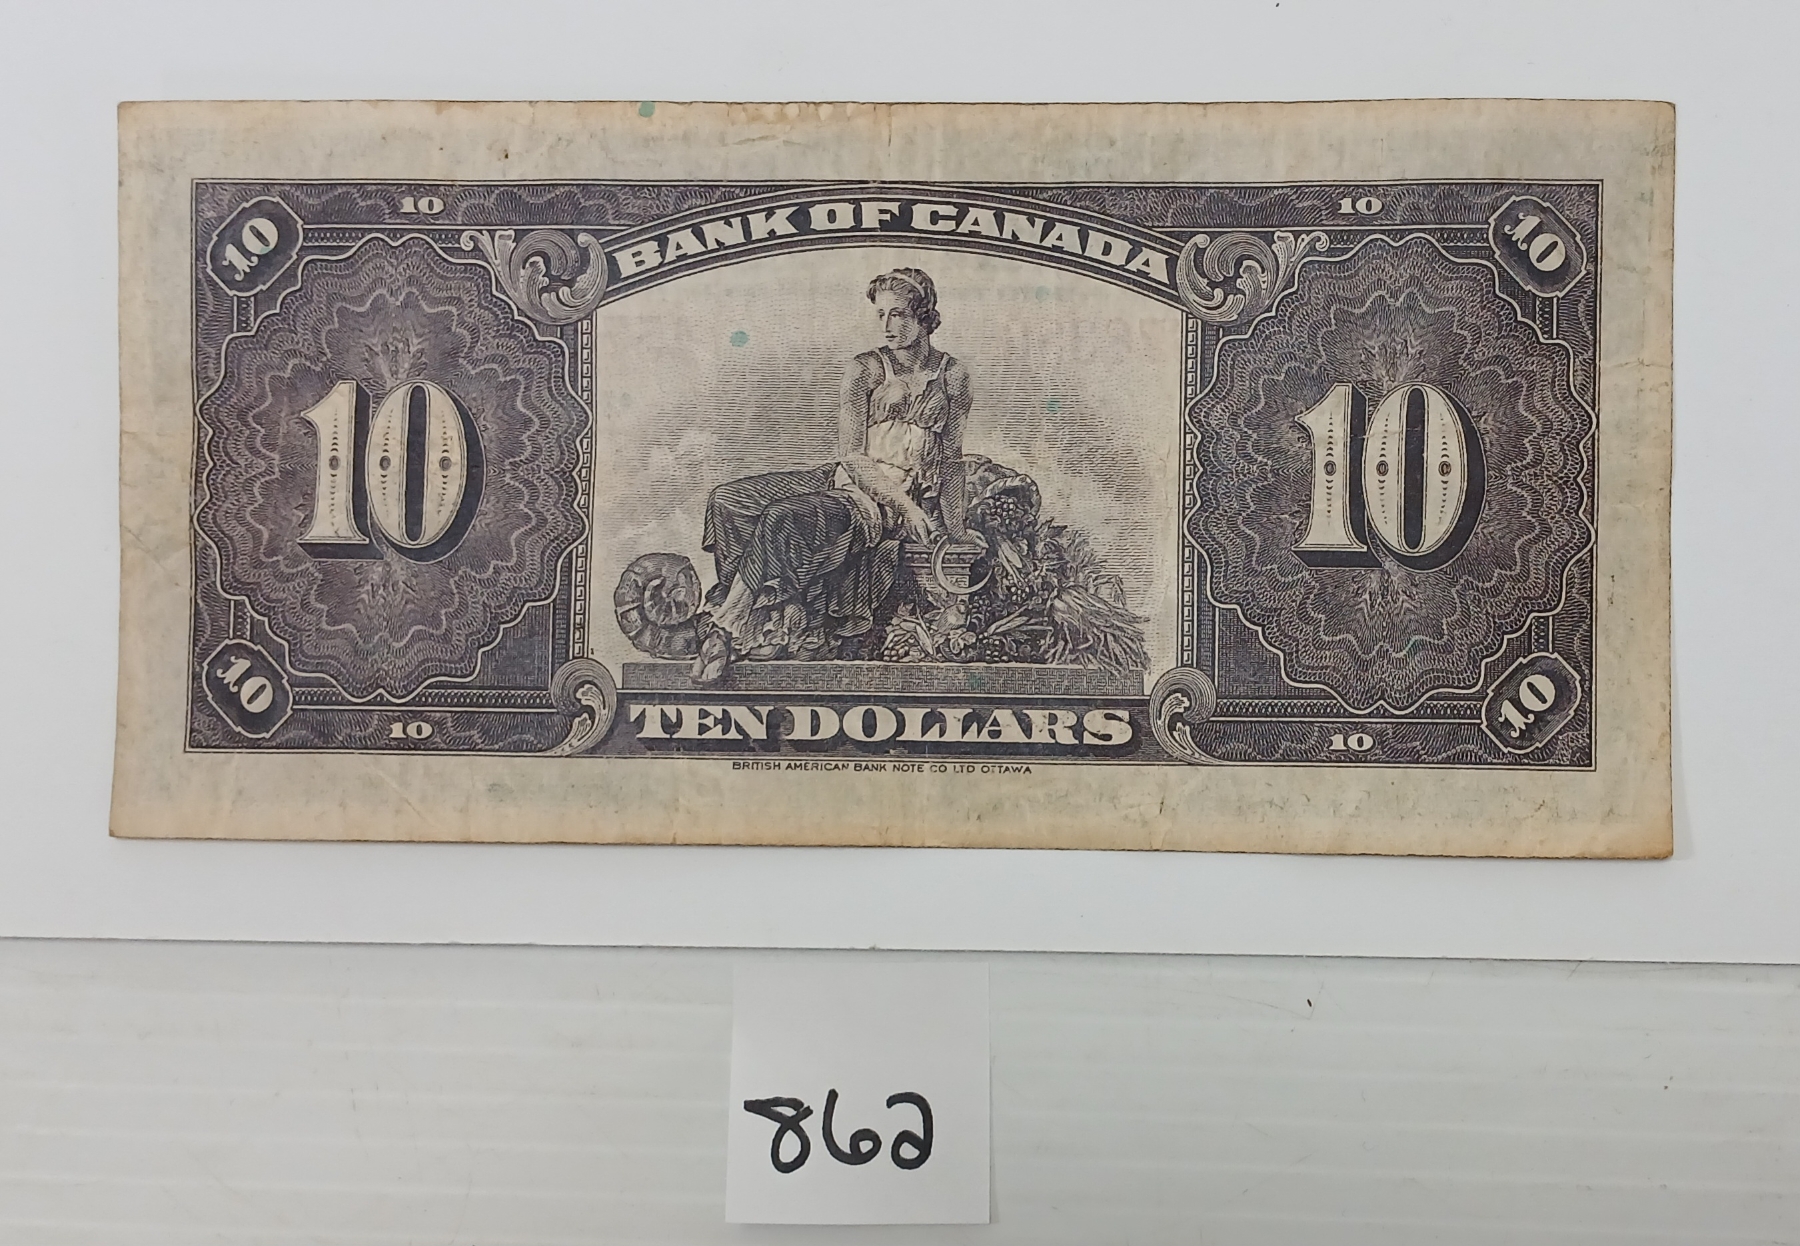 10 10
10 BANK OF CANADA 10
10 10
10 TEN DOLLARS 10
10 10
BRITISH AMERICAN BANK NOTE CO LTD OTTAWA
862